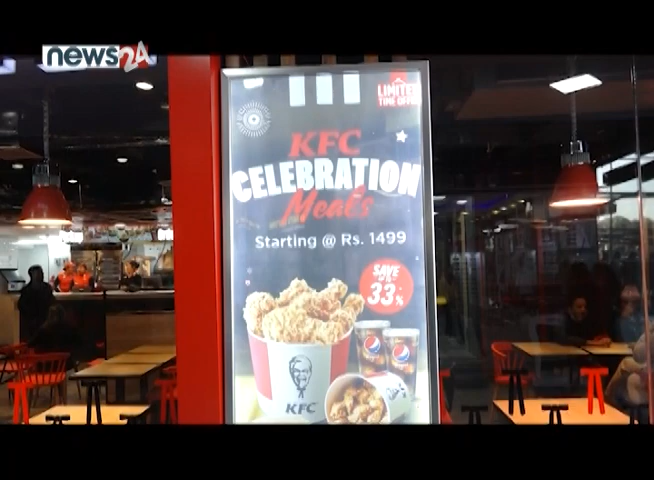 news24
LIMITED
TIME OFFER
KFC
CELEBRATION
Meals
Starting @ Rs. 1499
SAVE
33%
KFC